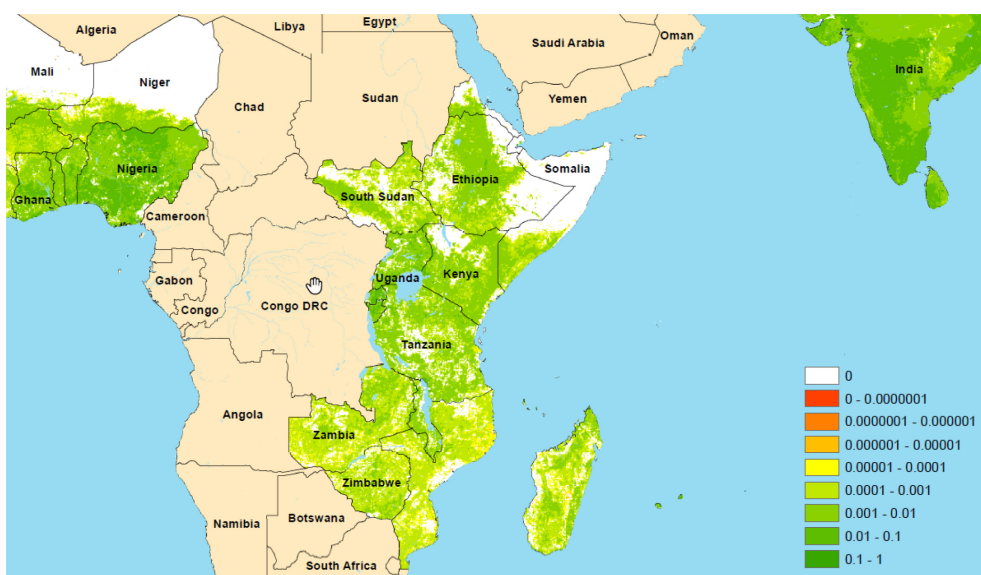 Algeria
Libya
Egypt
Saudi Arabia
Oman
Mali
Niger
Chad
Sudan
Yemen
India
Nigeria
Ghana
Cameroon
South Sudan
Ethiopia
Somalia
Gabon
Congo
Congo DRC
Uganda
Kenya
Tanzania
Angola
Zambia
Zimbabwe
Namibia
Botswana
South Africa
0
0 - 0.0000001
0.0000001 - 0.000001
0.000001 - 0.00001
0.00001 - 0.0001
0.0001 - 0.001
0.001 - 0.01
0.01 - 0.1
0.1 - 1